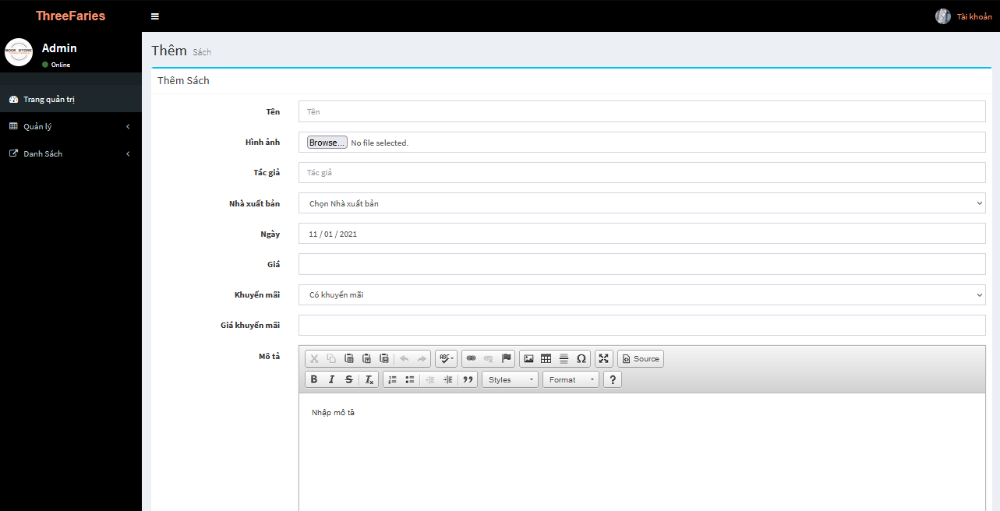 ThreeFaries
Tài khoản
BOOK STORE
Admin
Online
Trang quản trị
Quản lý
Danh Sách
Thêm Sách
Thêm Sách
Tên Tên
Hình ảnh Browse... No file selected.
Tác giả Tác giả
Nhà xuất bản Chọn Nhà xuất bản
Ngày 11 / 01 / 2021
Giá
Khuyến mãi Có khuyến mãi
Giá khuyến mãi
Mô tả
ABC Ω Source
B I S Tx Styles Format ?
Nhập mô tả